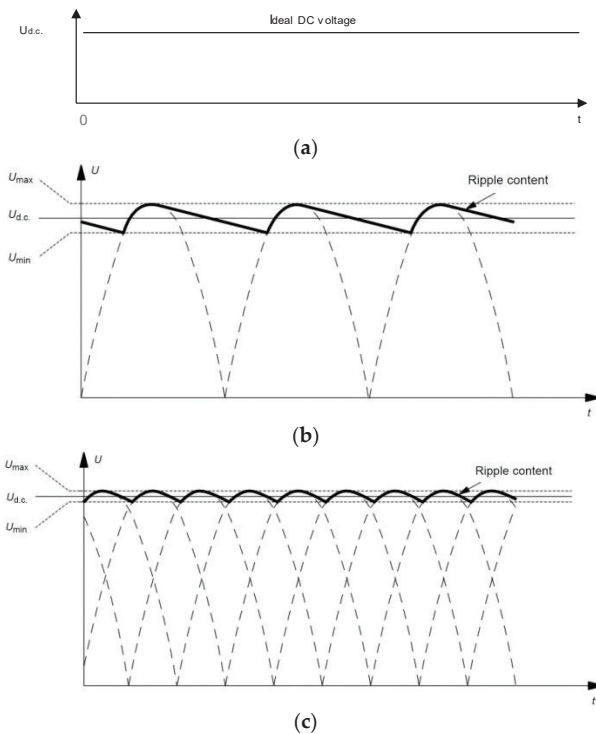 Ideal DC voltage
Ud.c.
0
t
(a)
U
Umax
Ripple content
Ud.c.
Umin
t
(b)
U
Umax
Ripple content
Ud.c.
Umin
t
(c)